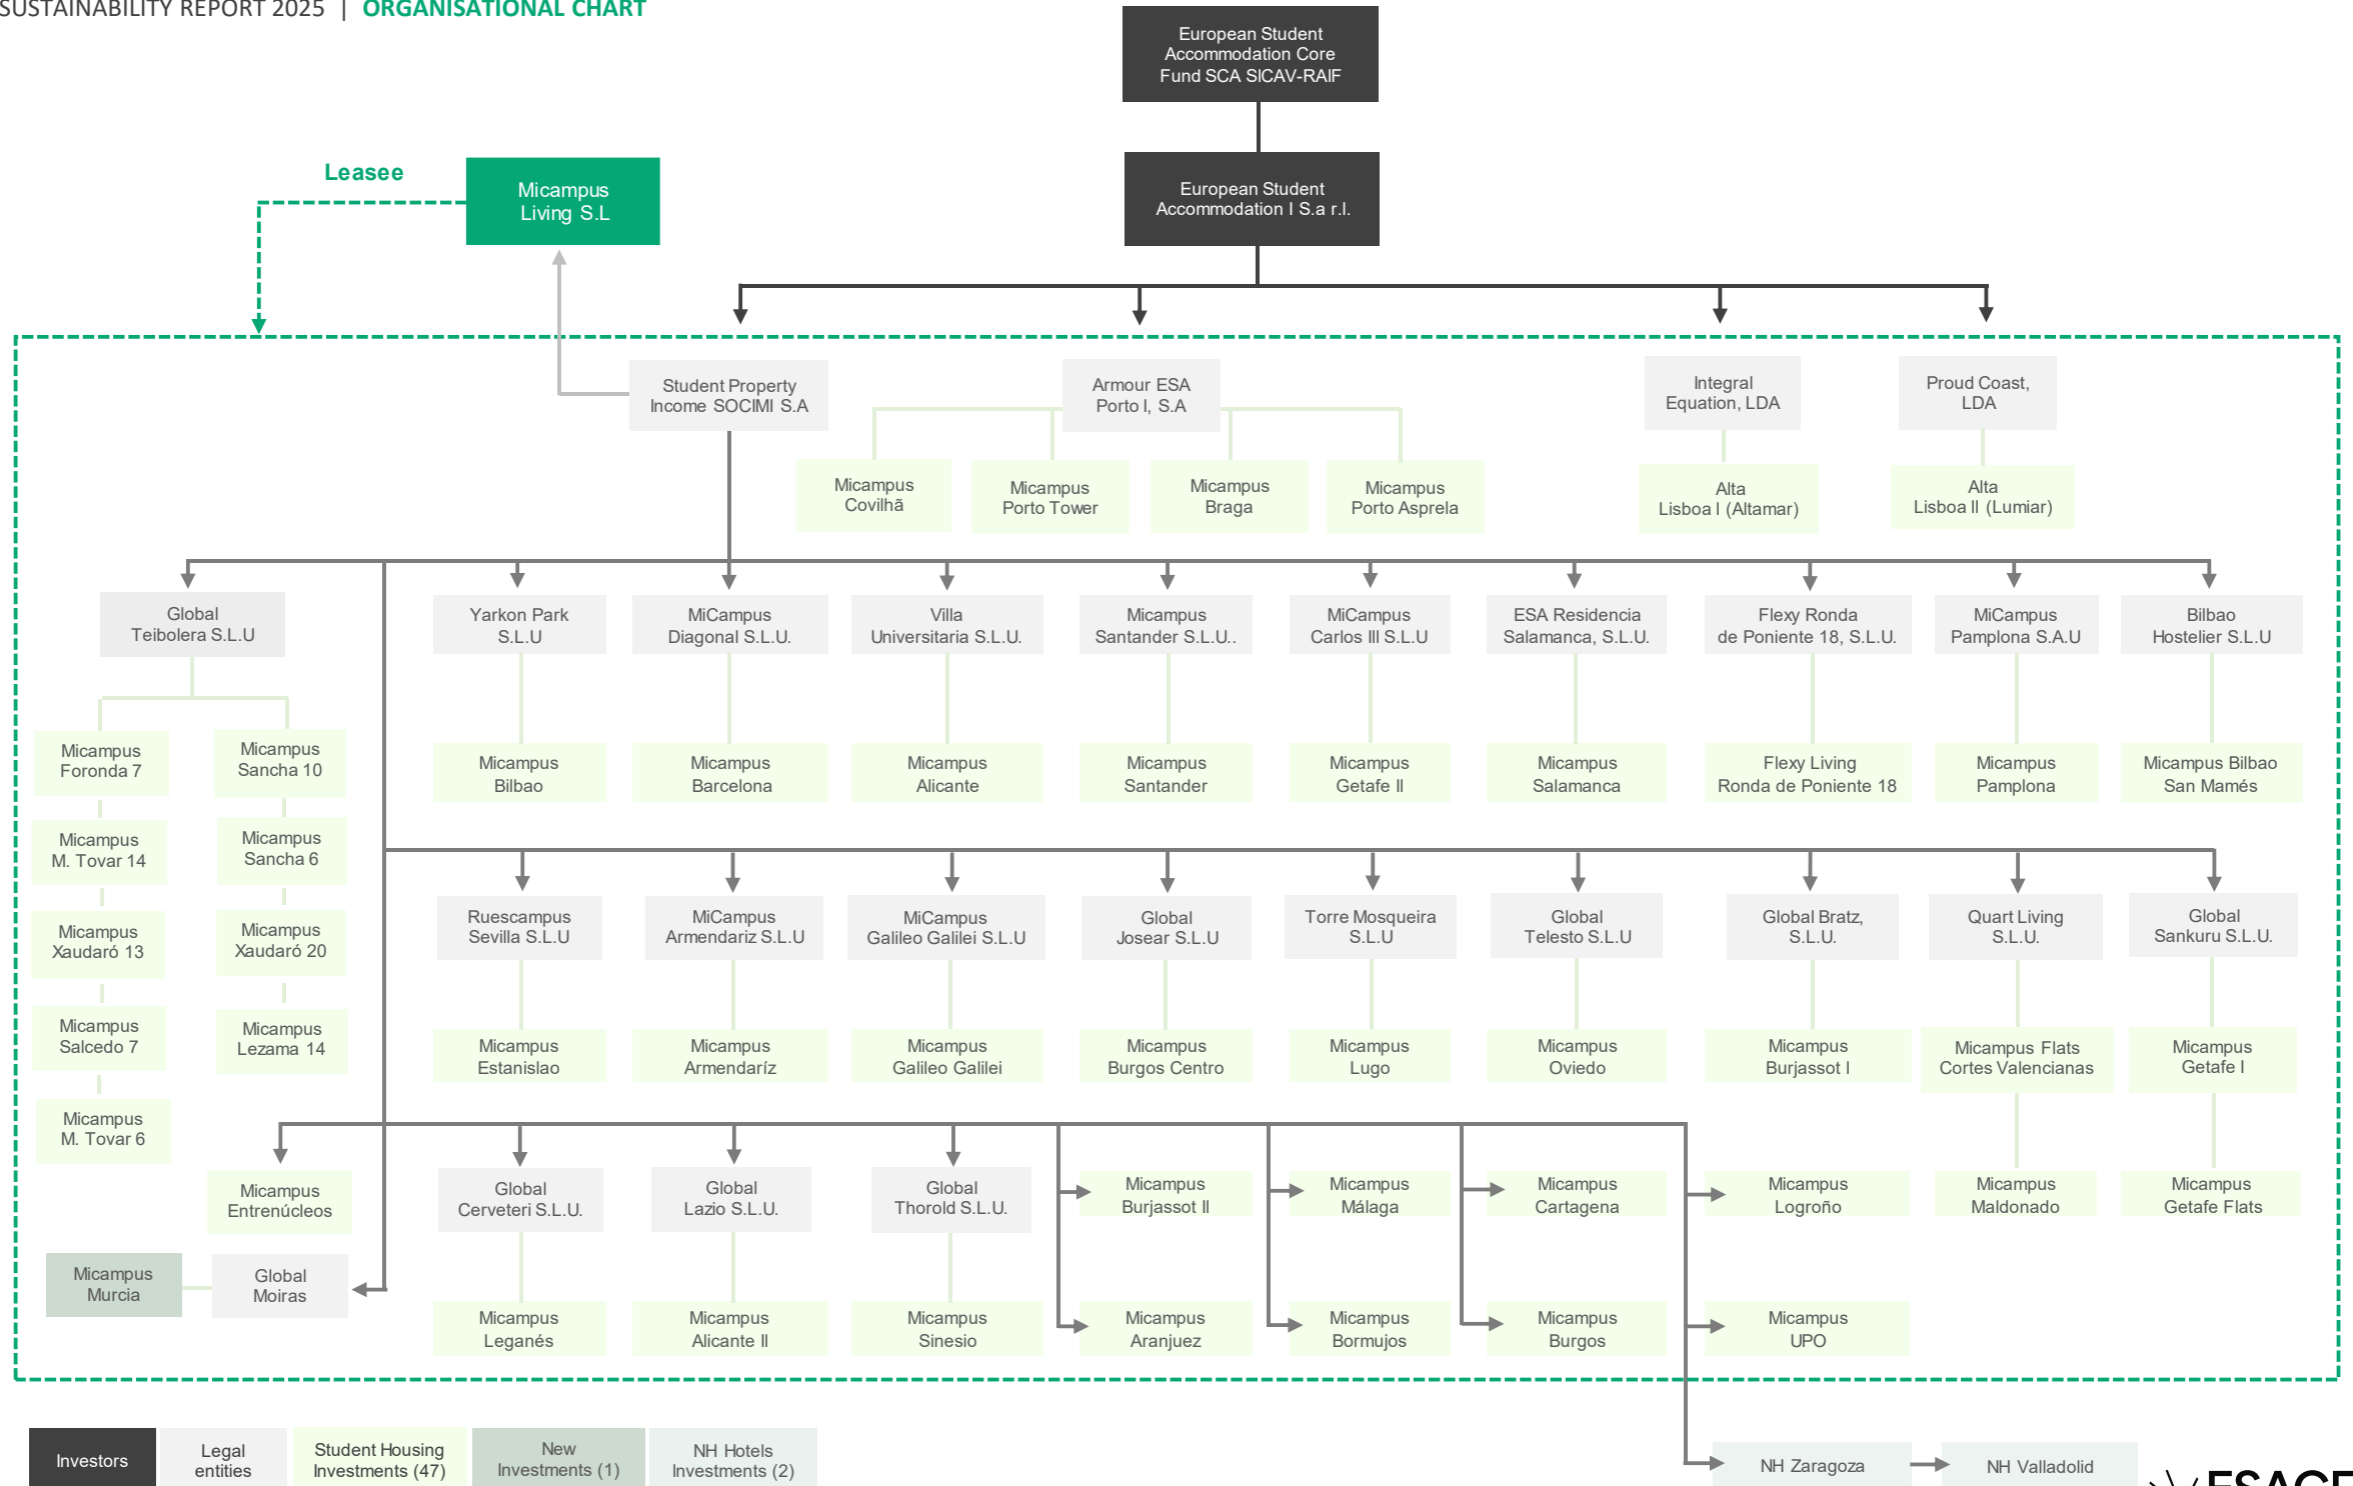 SUSTAINABILITY REPORT 2025 | ORGANISATIONAL CHART
European Student
Accommodation Core
Fund SCA SICAV-RAIF
Leasee
Micampus
Living S.L
European Student
Accommodation I S.a r.l.
Student Property
Income SOCIMI S.A
Armour ESA
Porto I, S.A
Integral
Equation, LDA
Proud Coast,
LDA
Micampus
Covilhã
Micampus
Porto Tower
Micampus
Braga
Micampus
Porto Asprela
Alta
Lisboa I (Altamar)
Alta
Lisboa II (Lumiar)
Global
Teibolera S.L.U
Yarkon Park
S.L.U
MiCampus
Diagonal S.L.U.
Villa
Universitaria S.L.U.
Micampus
Santander S.L.U..
MiCampus
Carlos III S.L.U
ESA Residencia
Salamanca, S.L.U.
Flexy Ronda
de Poniente 18, S.L.U.
MiCampus
Pamplona S.A.U
Bilbao
Hostelier S.L.U
Micampus
Foronda 7
Micampus
Sancha 10
Micampus
Bilbao
Micampus
Barcelona
Micampus
Alicante
Micampus
Santander
Micampus
Getafe II
Micampus
Salamanca
Flexy Living
Ronda de Poniente 18
Micampus
Pamplona
Micampus Bilbao
San Mamés
Micampus
M. Tovar 14
Micampus
Sancha 6
Micampus
Xaudaró 13
Micampus
Xaudaró 20
Ruescampus
Sevilla S.L.U
MiCampus
Armendariz S.L.U
MiCampus
Galileo Galilei S.L.U
Global
Josear S.L.U
Torre Mosqueira
S.L.U
Global
Telesto S.L.U
Global Bratz,
S.L.U.
Quart Living
S.L.U.
Global
Sankuru S.L.U.
Micampus
Salcedo 7
Micampus
Lezama 14
Micampus
Estanislao
Micampus
Armendaríz
Micampus
Galileo Galilei
Micampus
Burgos Centro
Micampus
Lugo
Micampus
Oviedo
Micampus
Burjassot I
Micampus Flats
Cortes Valencianas
Micampus
Getafe I
Micampus
M. Tovar 6
Micampus
Entrenúcleos
Global
Cerveteri S.L.U.
Global
Lazio S.L.U.
Global
Thorold S.L.U.
Micampus
Burjassot II
Micampus
Málaga
Micampus
Cartagena
Micampus
Logroño
Micampus
Maldonado
Micampus
Getafe Flats
Micampus
Murcia
Global
Moiras
Micampus
Leganés
Micampus
Alicante II
Micampus
Sinesio
Micampus
Aranjuez
Micampus
Bormujos
Micampus
Burgos
Micampus
UPO
Investors
Legal
entities
Student Housing
Investments (47)
New
Investments (1)
NH Hotels
Investments (2)
NH Zaragoza
NH Valladolid